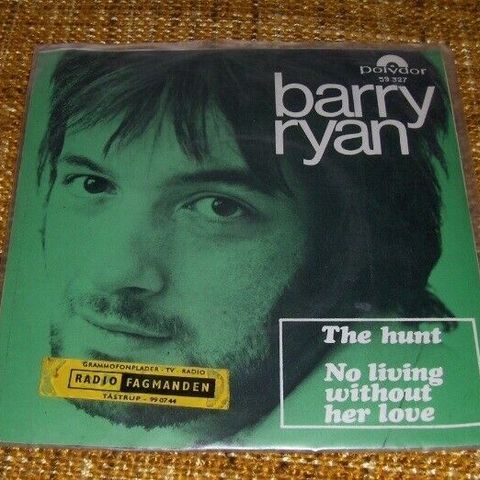 polydor
59 327
barry
ryan
The hunt
No living
without
her love
GRAMMOFONPLADER - TV - RADIO
RADIO FAGMANDEN
TÅSTRUP - 99 07 44